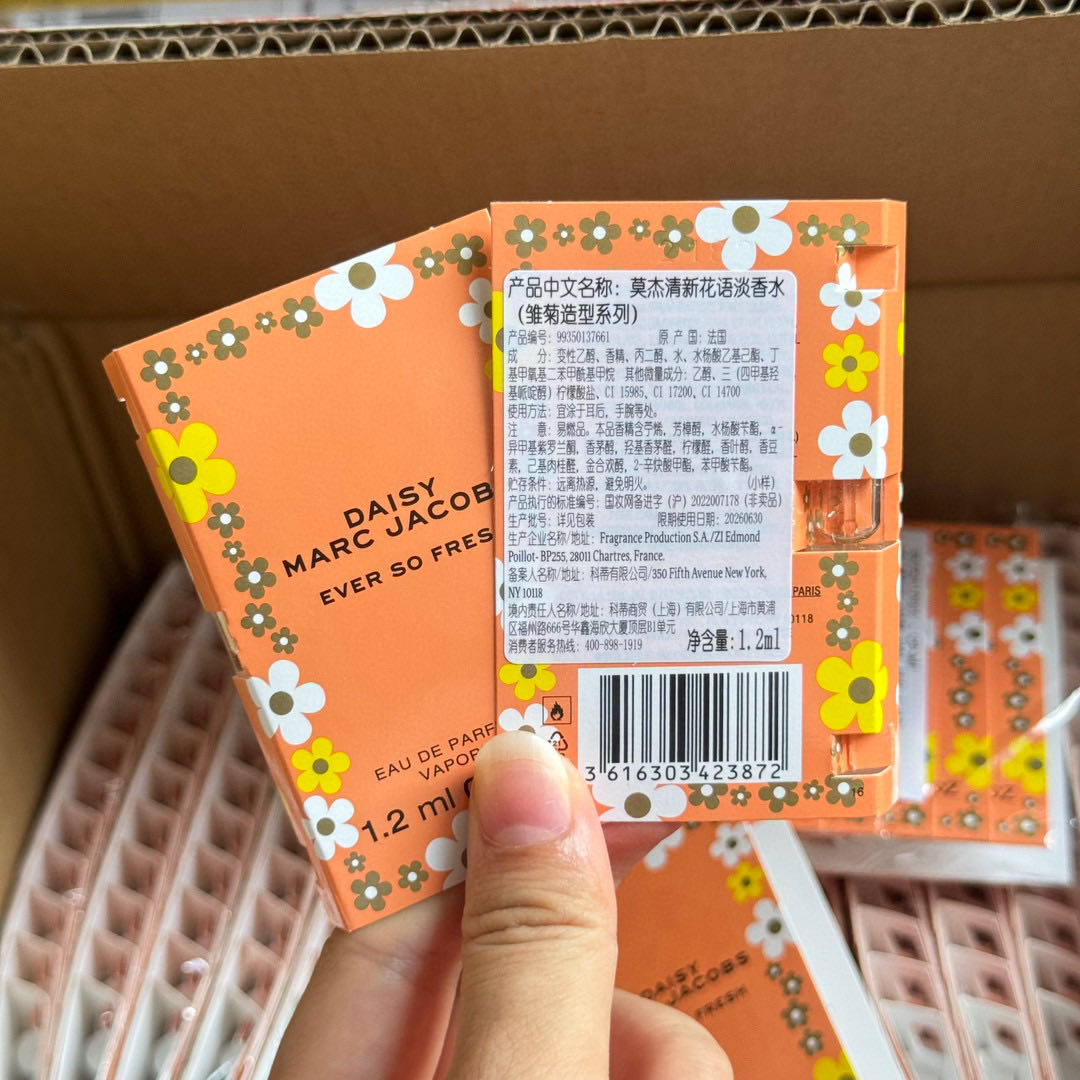 DAISY
MARC JACOB
EVER SO FRES
EAU DE PARF
VAPOR
1.2 ml
产品中文名称：莫杰清新花语淡香水
（雏菊造型系列）
产品编号：99350137661 原 产 国：法国
成 分：变性乙醇、香精、丙二醇、水、水杨酸乙基己酯、丁
基甲氧基二苯甲酰基甲烷 其他微量成分：乙醇、三（四甲基羟
基哌啶醇）柠檬酸盐、CI 15985、CI 17200、CI 14700
使用方法：宜涂于耳后，手腕等处。
注 意：易燃品。本品香精含苧烯，芳樟醇，水杨酸苄酯，α-
异甲基紫罗兰酮，香茅醇，羟基香茅醛，柠檬醛，香叶醇，香豆
素，己基肉桂醛，金合欢醇，2-辛炔酸甲酯，苯甲酸苄酯。
贮存条件：远离热源，避免明火。 （小样）
产品执行的标准编号：国妆网备进字（沪）2022007178（非卖品）
生产批号：详见包装 限期使用日期：20260630
生产企业名称/地址：Fragrance Production S.A./ZI Edmond
Poillot- BP255, 28011 Chartres, France.
备案人名称/地址：科蒂有限公司/350 Fifth Avenue New York,
NY 10118
境内责任人名称/地址：科蒂商贸（上海）有限公司/上海市黄浦
区福州路666号华鑫海欣大厦顶层B1单元
消费者服务热线：400-898-1919 净含量：1.2ml
PARIS
0118
3 616303 423872
16
DAISY
JACOBS
FRESH